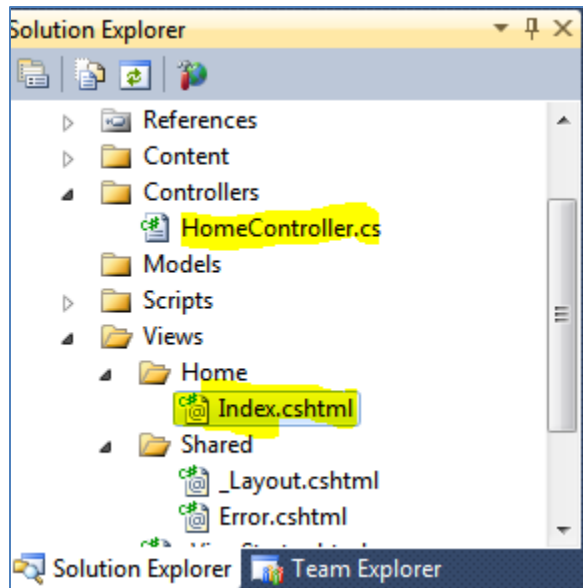 Solution Explorer
References
Content
Controllers
HomeController.cs
Models
Scripts
Views
Home
Index.cshtml
Shared
_Layout.cshtml
Error.cshtml
Solution Explorer Team Explorer